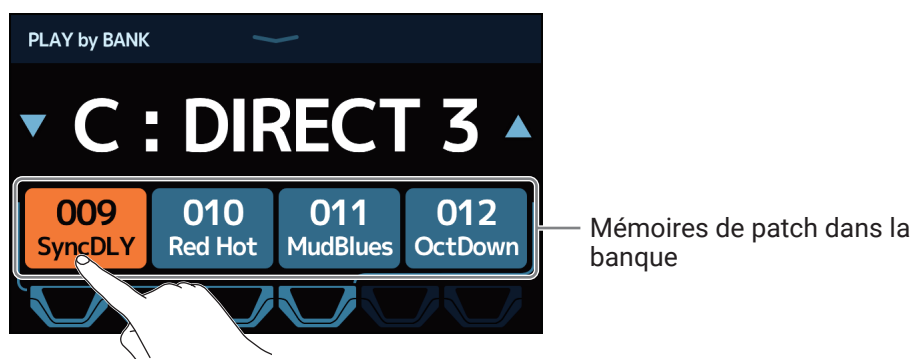 PLAY by BANK
C : DIRECT 3
009
SyncDLY
010
Red Hot
011
MudBlues
012
OctDown
Mémoires de patch dans la
banque